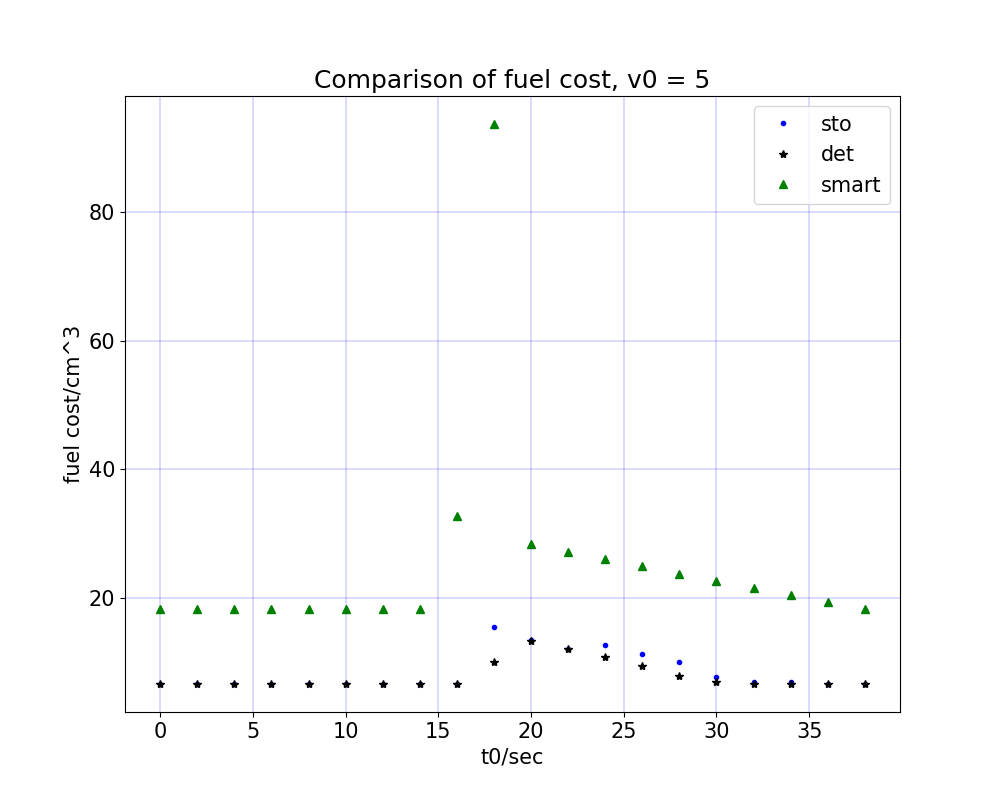 Comparison of fuel cost, v0 = 5
sto
det
smart
fuel cost/cm^3
80
60
40
20
0 5 10 15 20 25 30 35
t0/sec